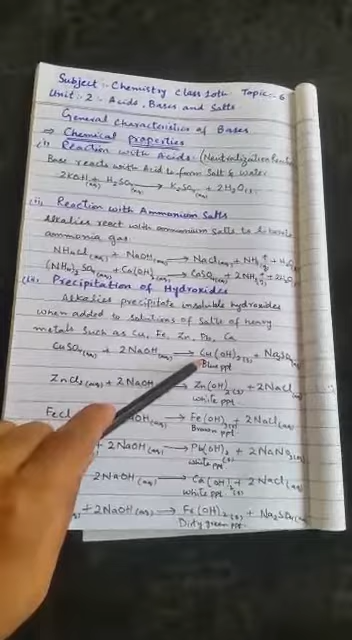 Subject:- Chemistry Class 10th Topic:- 6
Unit:- 2:- Acids, Bases and Salts
General Characteristics of Bases
⇒ Chemical properties
(i) Reaction with Acids:- (Neutralization
Base reacts with Acid to form Salt & water
2KOH(aq) + H2SO4(aq) → K2SO4(aq) + 2H2O(l)
(ii) Reaction with Ammonium Salts
Alkalies react with ammonium Salts to
ammonia gas.
NH4Cl(aq) + NaOH(aq) → NaCl(aq) + NH3↑(g) + H2O
(NH4)2SO4(aq) + Ca(OH)2(aq) → CaSO4(aq) + 2NH3↑(g) + 2H2O
Precipitation of Hydroxides
Alkalies precipitate insoluble hydroxides
when added to solutions of Salts of heavy
metals such as Cu, Fe, Zn, Pb, Ca
CuSO4(aq) + 2NaOH(aq) → Cu(OH)2(s) + Na2SO4(aq)
Blue ppt
ZnCl2(aq) + 2NaOH → Zn(OH)2(s) + 2NaCl(aq)
white ppt.
FeCl → Fe(OH) + 2NaCl(aq)
Brown ppt
+ 2NaOH(aq) → Pb(OH)2(s) + 2NaNO3(aq)
white ppt
2NaOH(aq) → Ca(OH)2(s) + 2NaCl(aq)
white ppt.
+ 2NaOH(aq) → Fe(OH)2(s) + Na2SO4(aq)
Dirty green ppt.